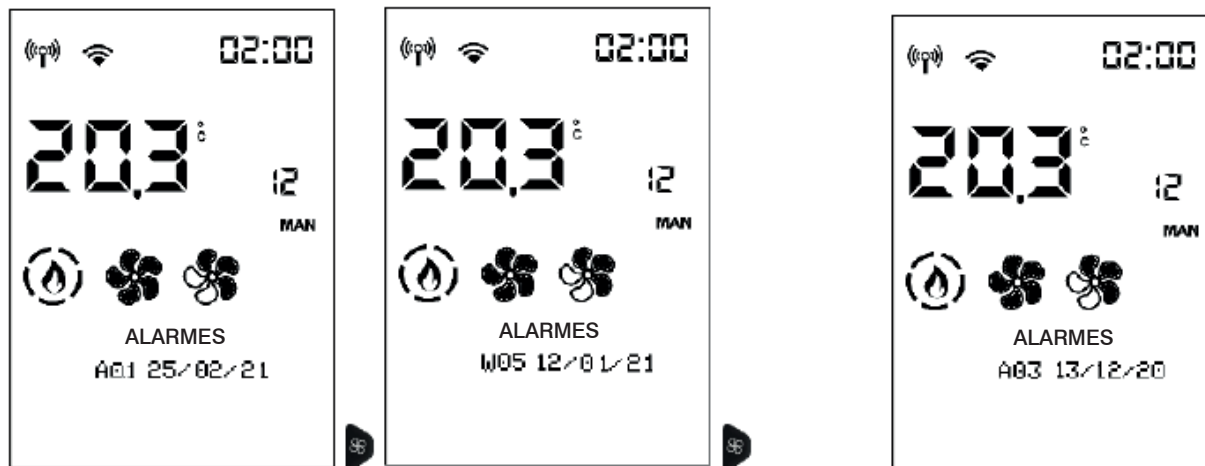 02:00
20.3 °C
12
MAN
ALARMES
A01 25/02/21
02:00
20.3 °C
12
MAN
ALARMES
W05 12/01/21
02:00
20.3 °C
12
MAN
ALARMES
A03 13/12/20